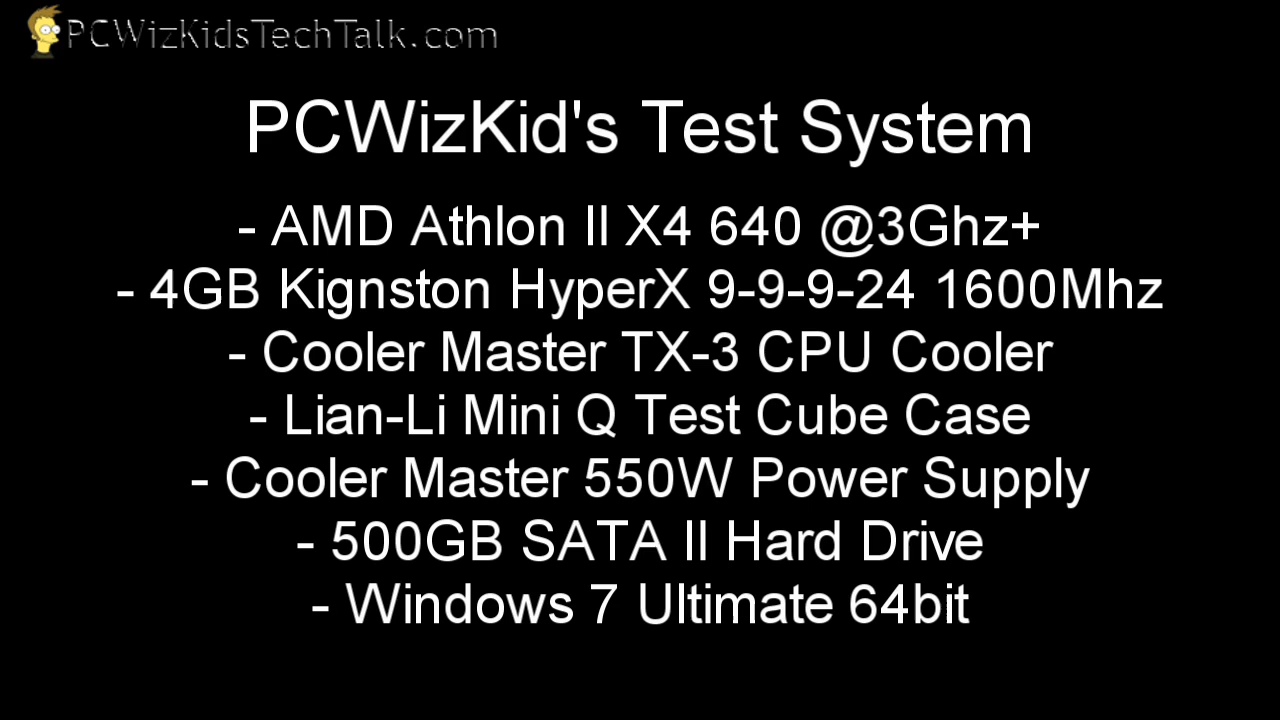 PCWizKidsTechTalk.com
PCWizKid's Test System
- AMD Athlon II X4 640 @3Ghz+
- 4GB Kignston HyperX 9-9-9-24 1600Mhz
- Cooler Master TX-3 CPU Cooler
- Lian-Li Mini Q Test Cube Case
- Cooler Master 550W Power Supply
- 500GB SATA II Hard Drive
- Windows 7 Ultimate 64bit